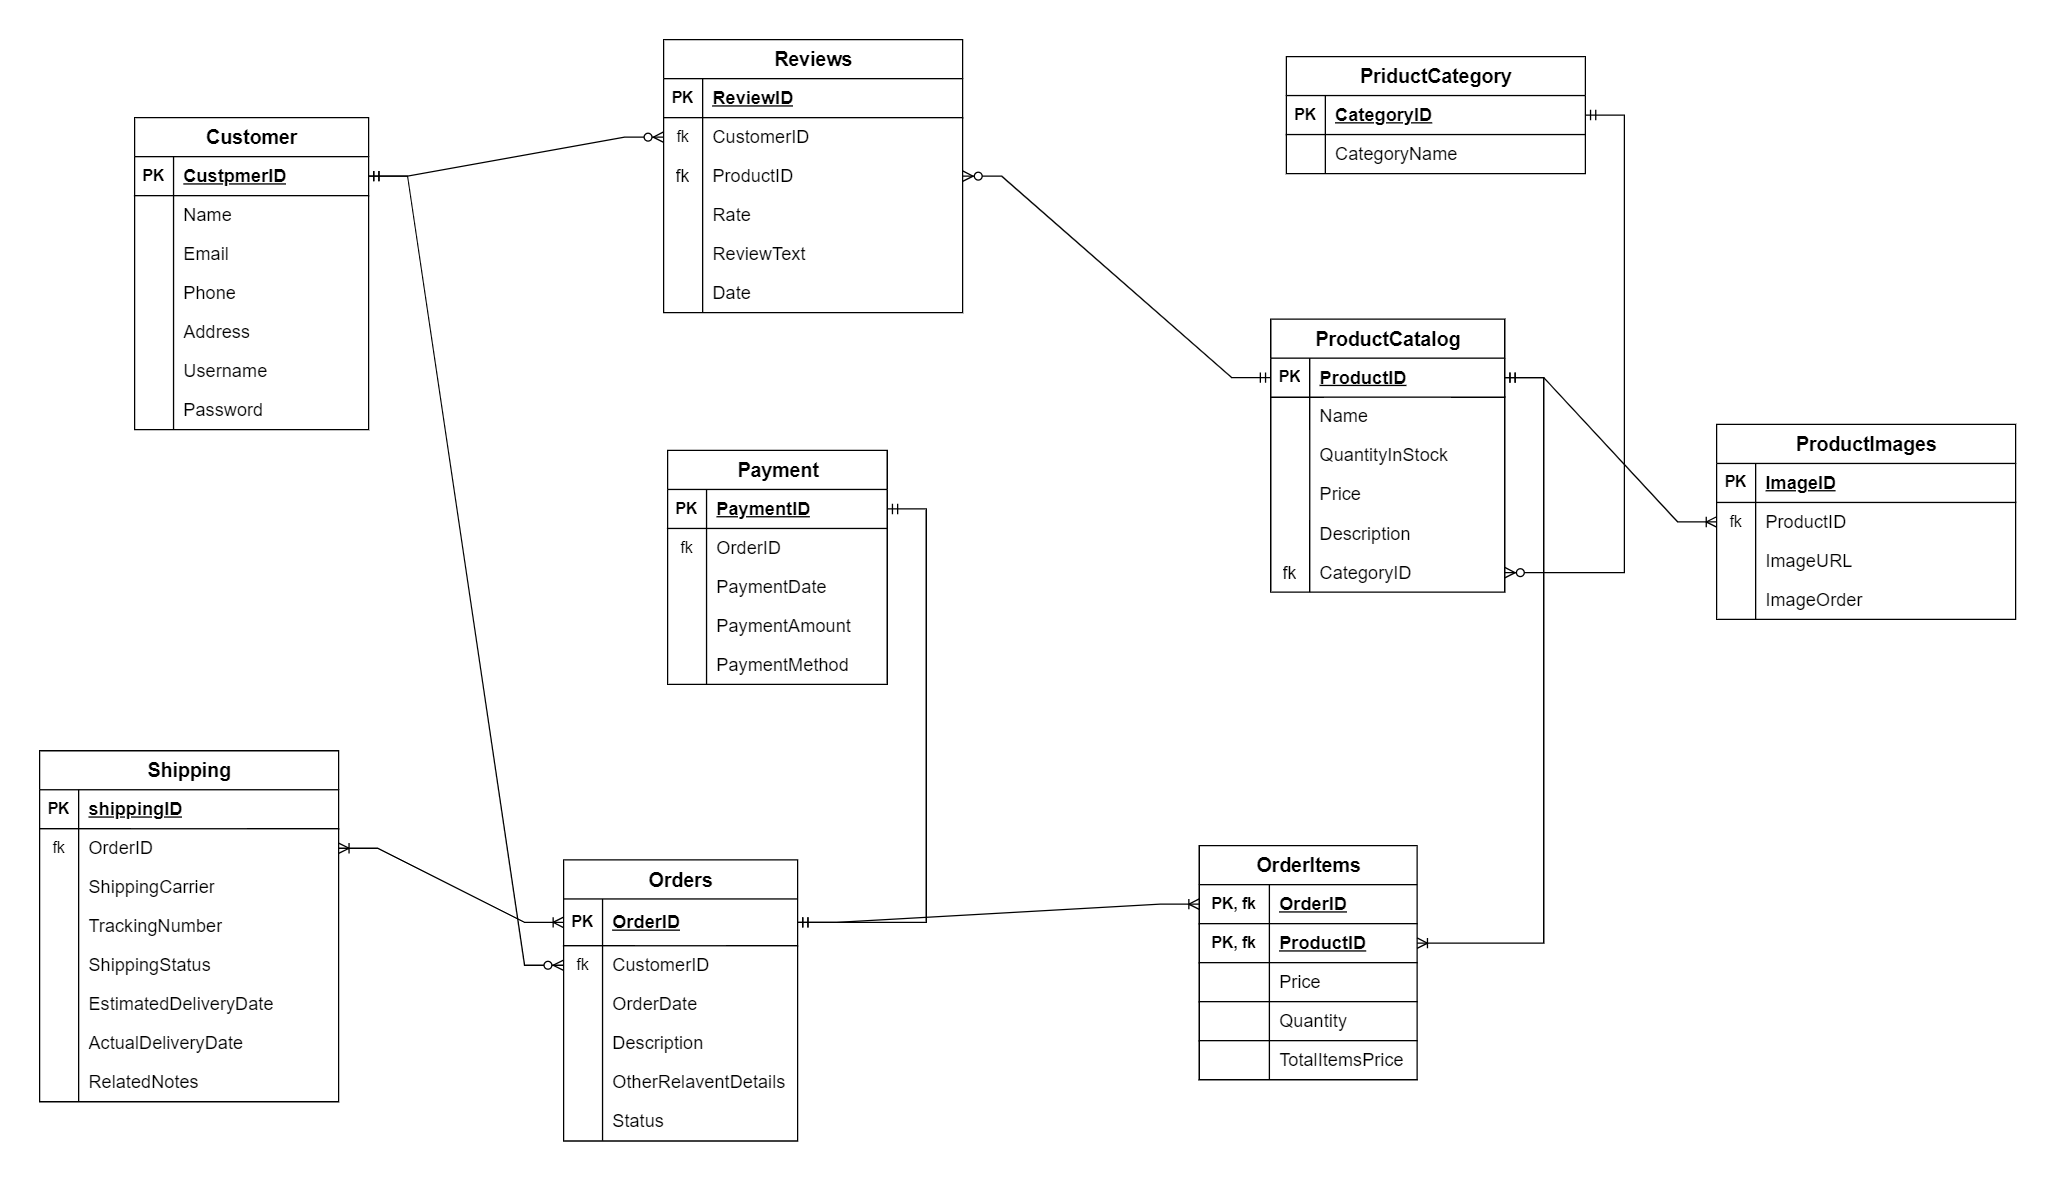 Reviews
PK ReviewID
fk CustomerID
fk ProductID
Rate
ReviewText
Date
PriductCategory
PK CategoryID
CategoryName
Customer
PK CustpmerID
Name
Email
Phone
Address
Username
Password
ProductCatalog
PK ProductID
Name
QuantityInStock
Price
Description
fk CategoryID
ProductImages
PK ImageID
fk ProductID
ImageURL
ImageOrder
Payment
PK PaymentID
fk OrderID
PaymentDate
PaymentAmount
PaymentMethod
Shipping
PK shippingID
fk OrderID
ShippingCarrier
TrackingNumber
ShippingStatus
EstimatedDeliveryDate
ActualDeliveryDate
RelatedNotes
Orders
PK OrderID
fk CustomerID
OrderDate
Description
OtherRelaventDetails
Status
OrderItems
PK, fk OrderID
PK, fk ProductID
Price
Quantity
TotalItemsPrice